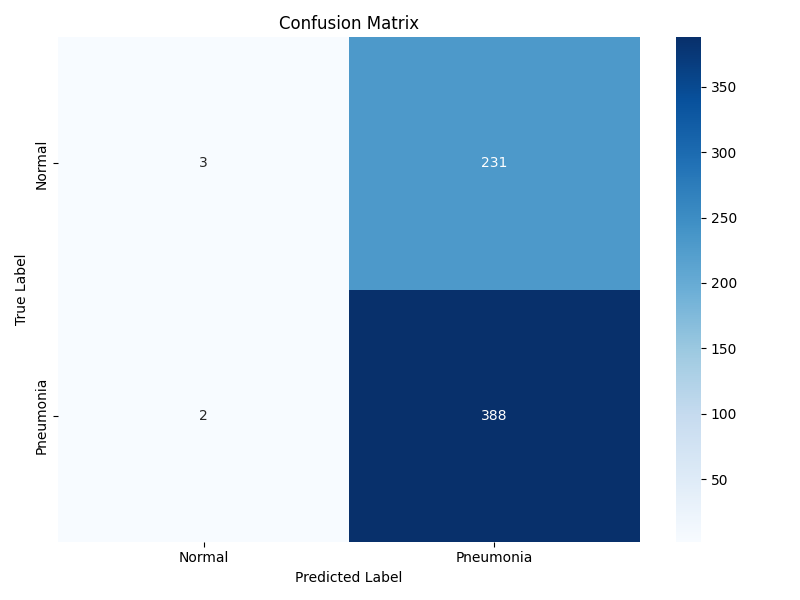 Confusion Matrix
True Label
Normal
Pneumonia
3
231
2
388
Normal
Pneumonia
Predicted Label
350
300
250
200
150
100
50